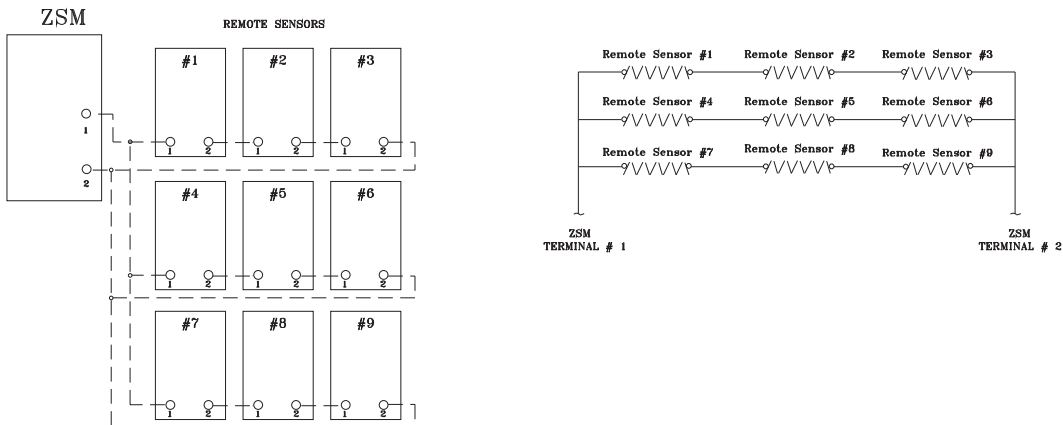 ZSM
REMOTE SENSORS
#1 #2 #3
1
1 2 1 2 1 2
2
#4 #5 #6
1 2 1 2 1 2
#7 #8 #9
1 2 1 2 1 2
Remote Sensor #1 Remote Sensor #2 Remote Sensor #3
Remote Sensor #4 Remote Sensor #5 Remote Sensor #6
Remote Sensor #7 Remote Sensor #8 Remote Sensor #9
ZSM
TERMINAL # 1
ZSM
TERMINAL # 2